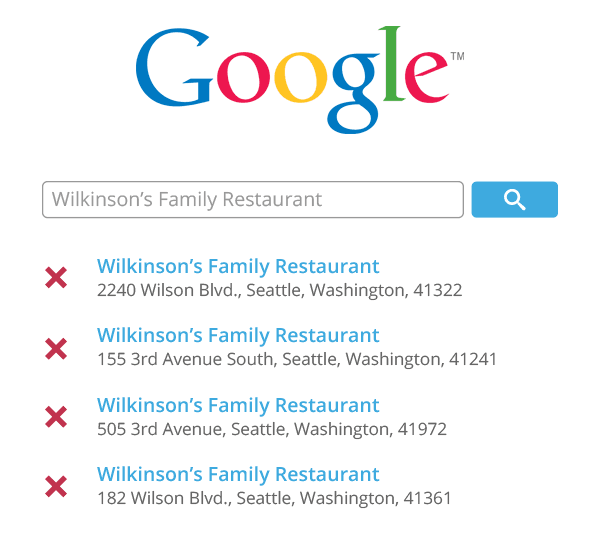 Google™
Wilkinson’s Family Restaurant
Wilkinson’s Family Restaurant
2240 Wilson Blvd., Seattle, Washington, 41322
Wilkinson’s Family Restaurant
155 3rd Avenue South, Seattle, Washington, 41241
Wilkinson’s Family Restaurant
505 3rd Avenue, Seattle, Washington, 41972
Wilkinson’s Family Restaurant
182 Wilson Blvd., Seattle, Washington, 41361